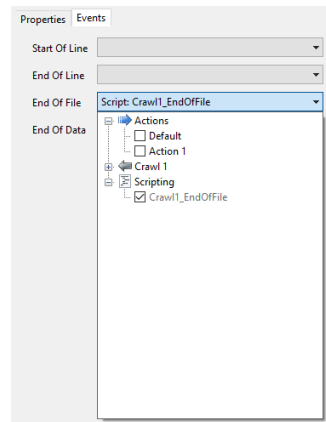 Properties Events
Start Of Line
End Of Line
End Of File Script: Crawl1_EndOfFile
End Of Data
Actions
Default
Action 1
Crawl 1
Scripting
Crawl1_EndOfFile